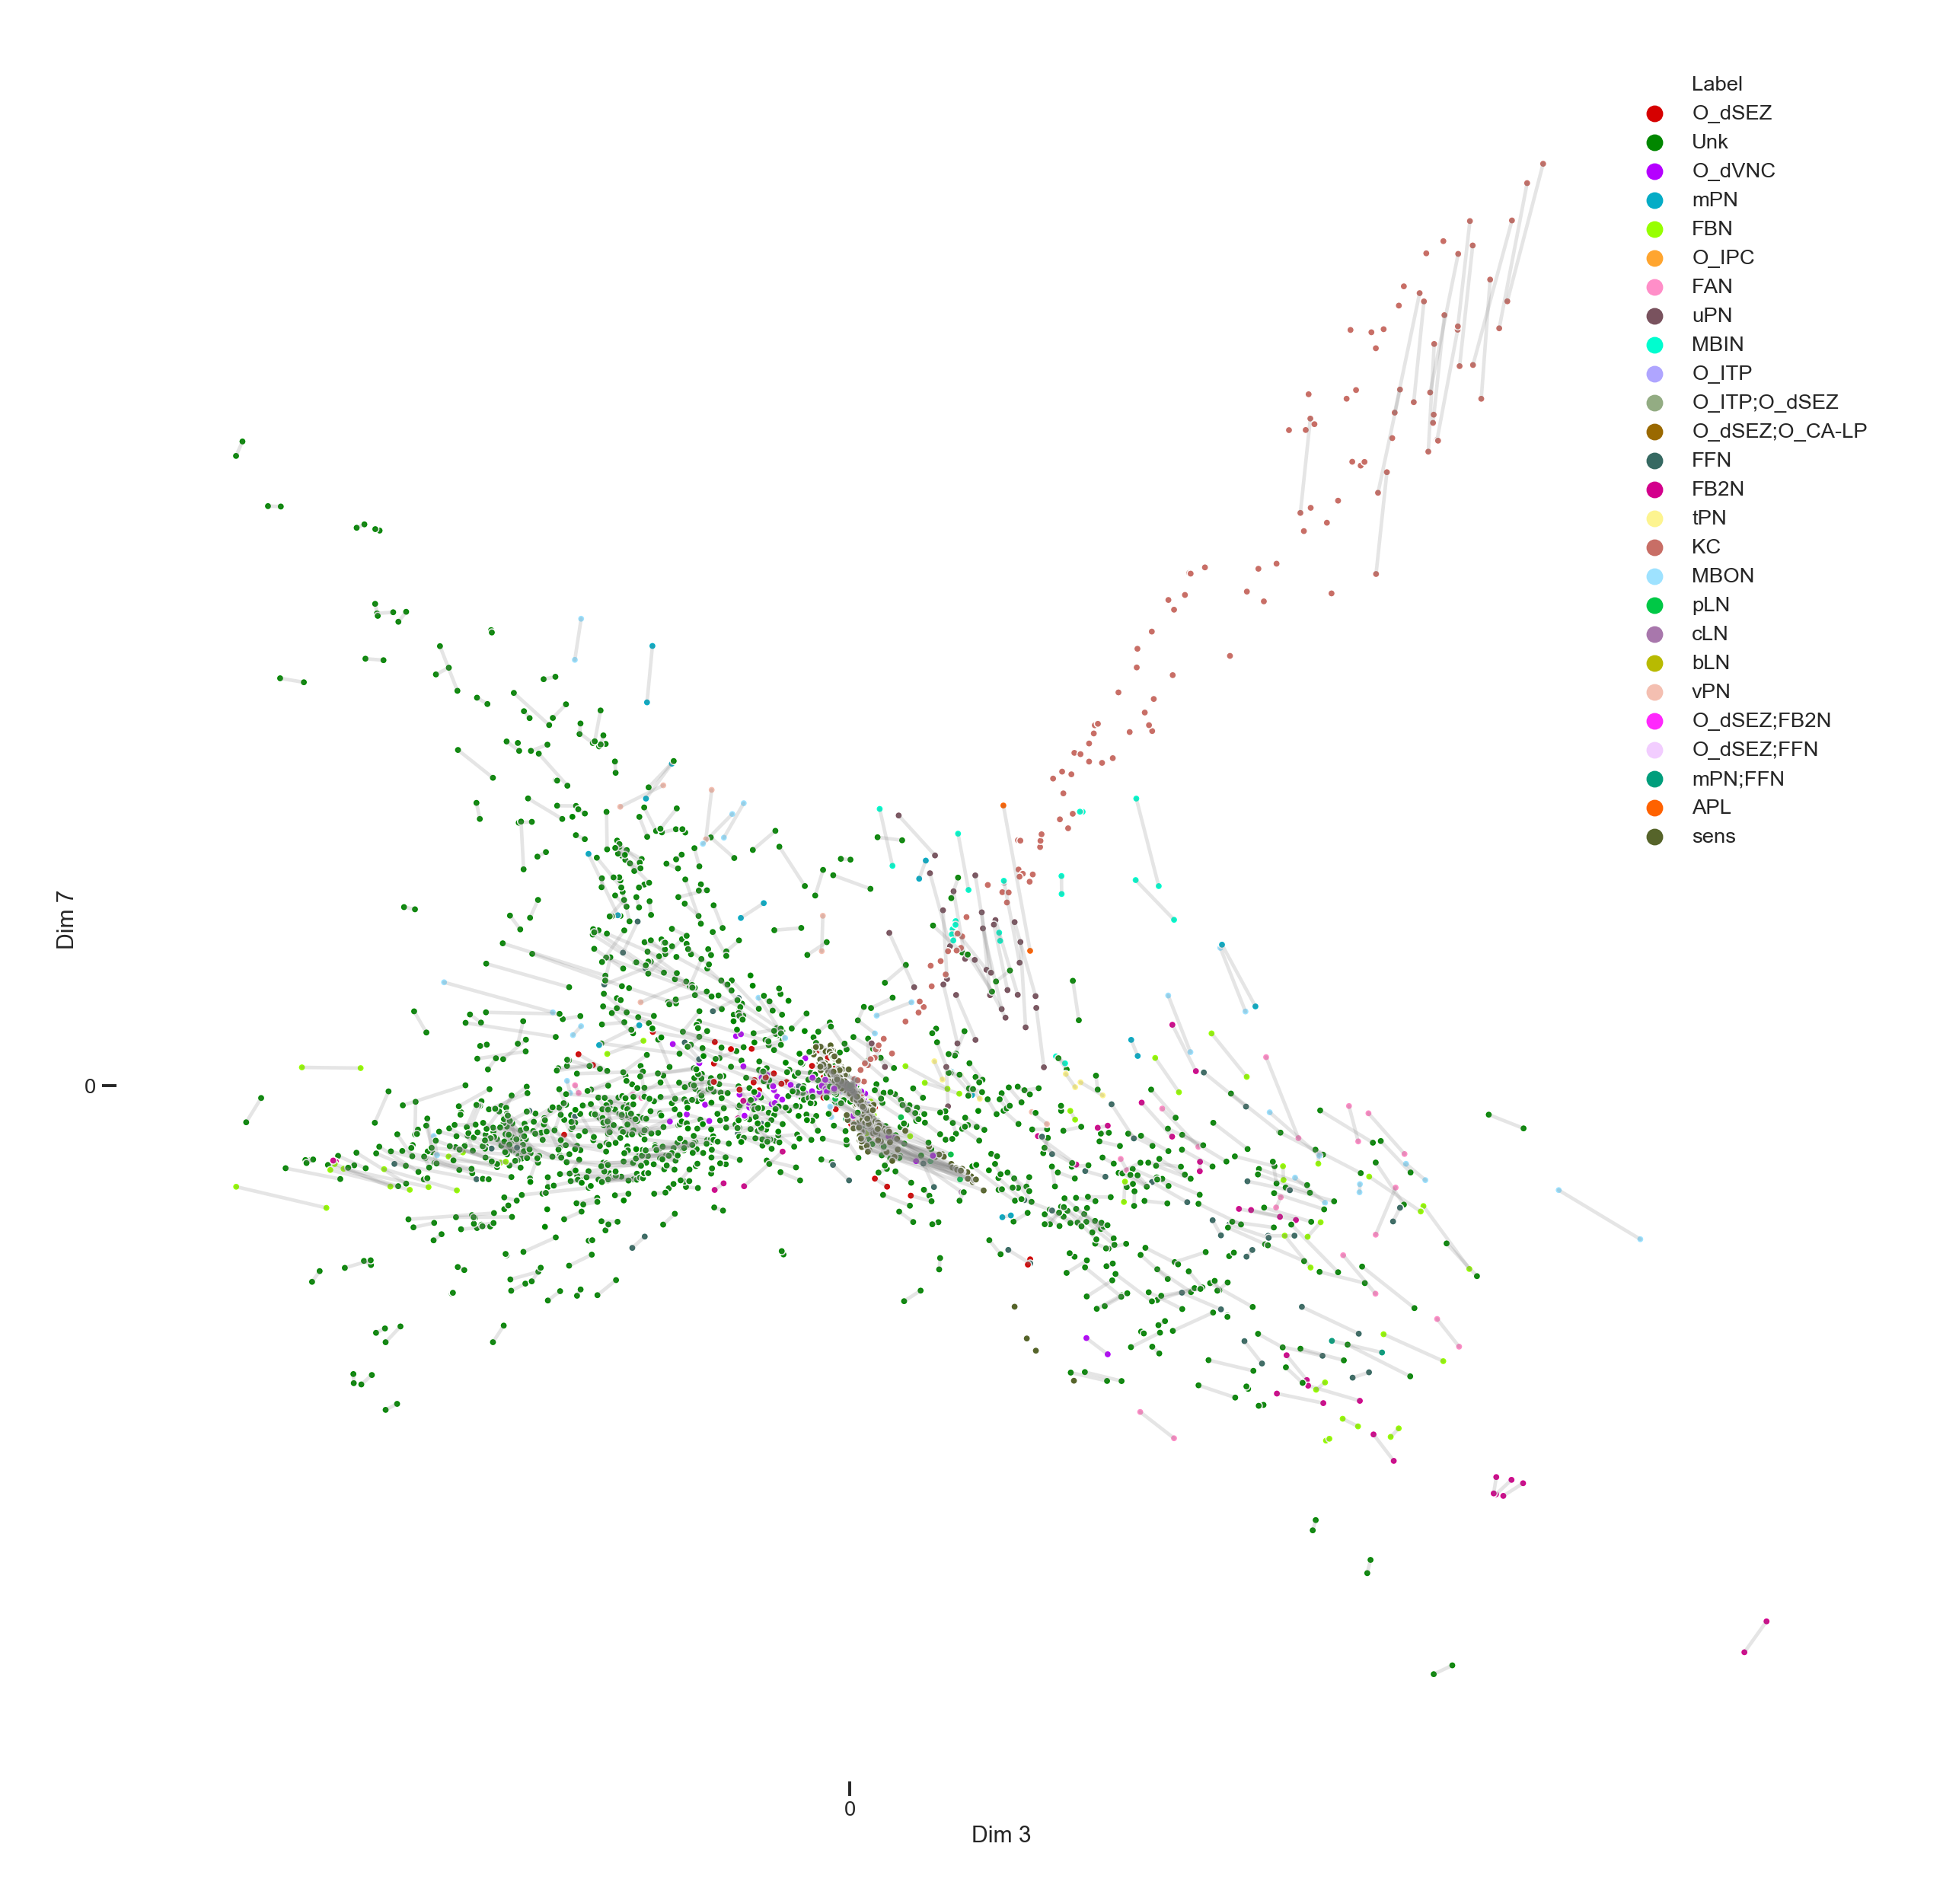 Label
O_dSEZ
Unk
O_dVNC
mPN
FBN
O_IPC
FAN
uPN
MBIN
O_ITP
O_ITP;O_dSEZ
O_dSEZ;O_CA-LP
FFN
FB2N
tPN
KC
MBON
pLN
cLN
bLN
vPN
O_dSEZ;FB2N
O_dSEZ;FFN
mPN;FFN
APL
sens
Dim 7
0
0
Dim 3